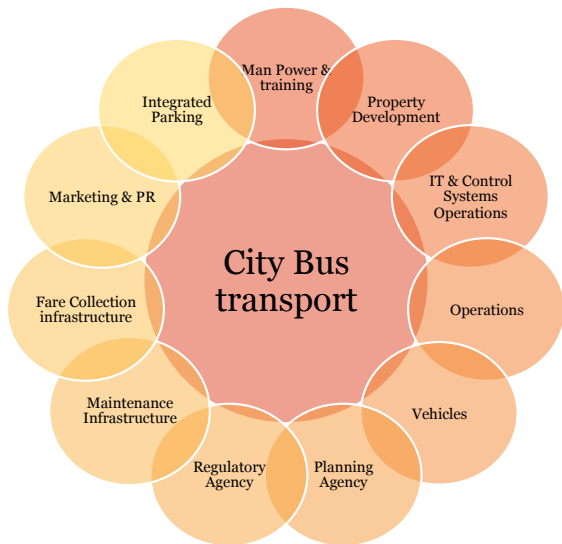 Man Power &
training
Property
Development
IT & Control
Systems
Operations
Operations
Vehicles
Planning
Agency
Regulatory
Agency
Maintenance
Infrastructure
Fare Collection
infrastructure
Marketing & PR
Integrated
Parking
City Bus
transport